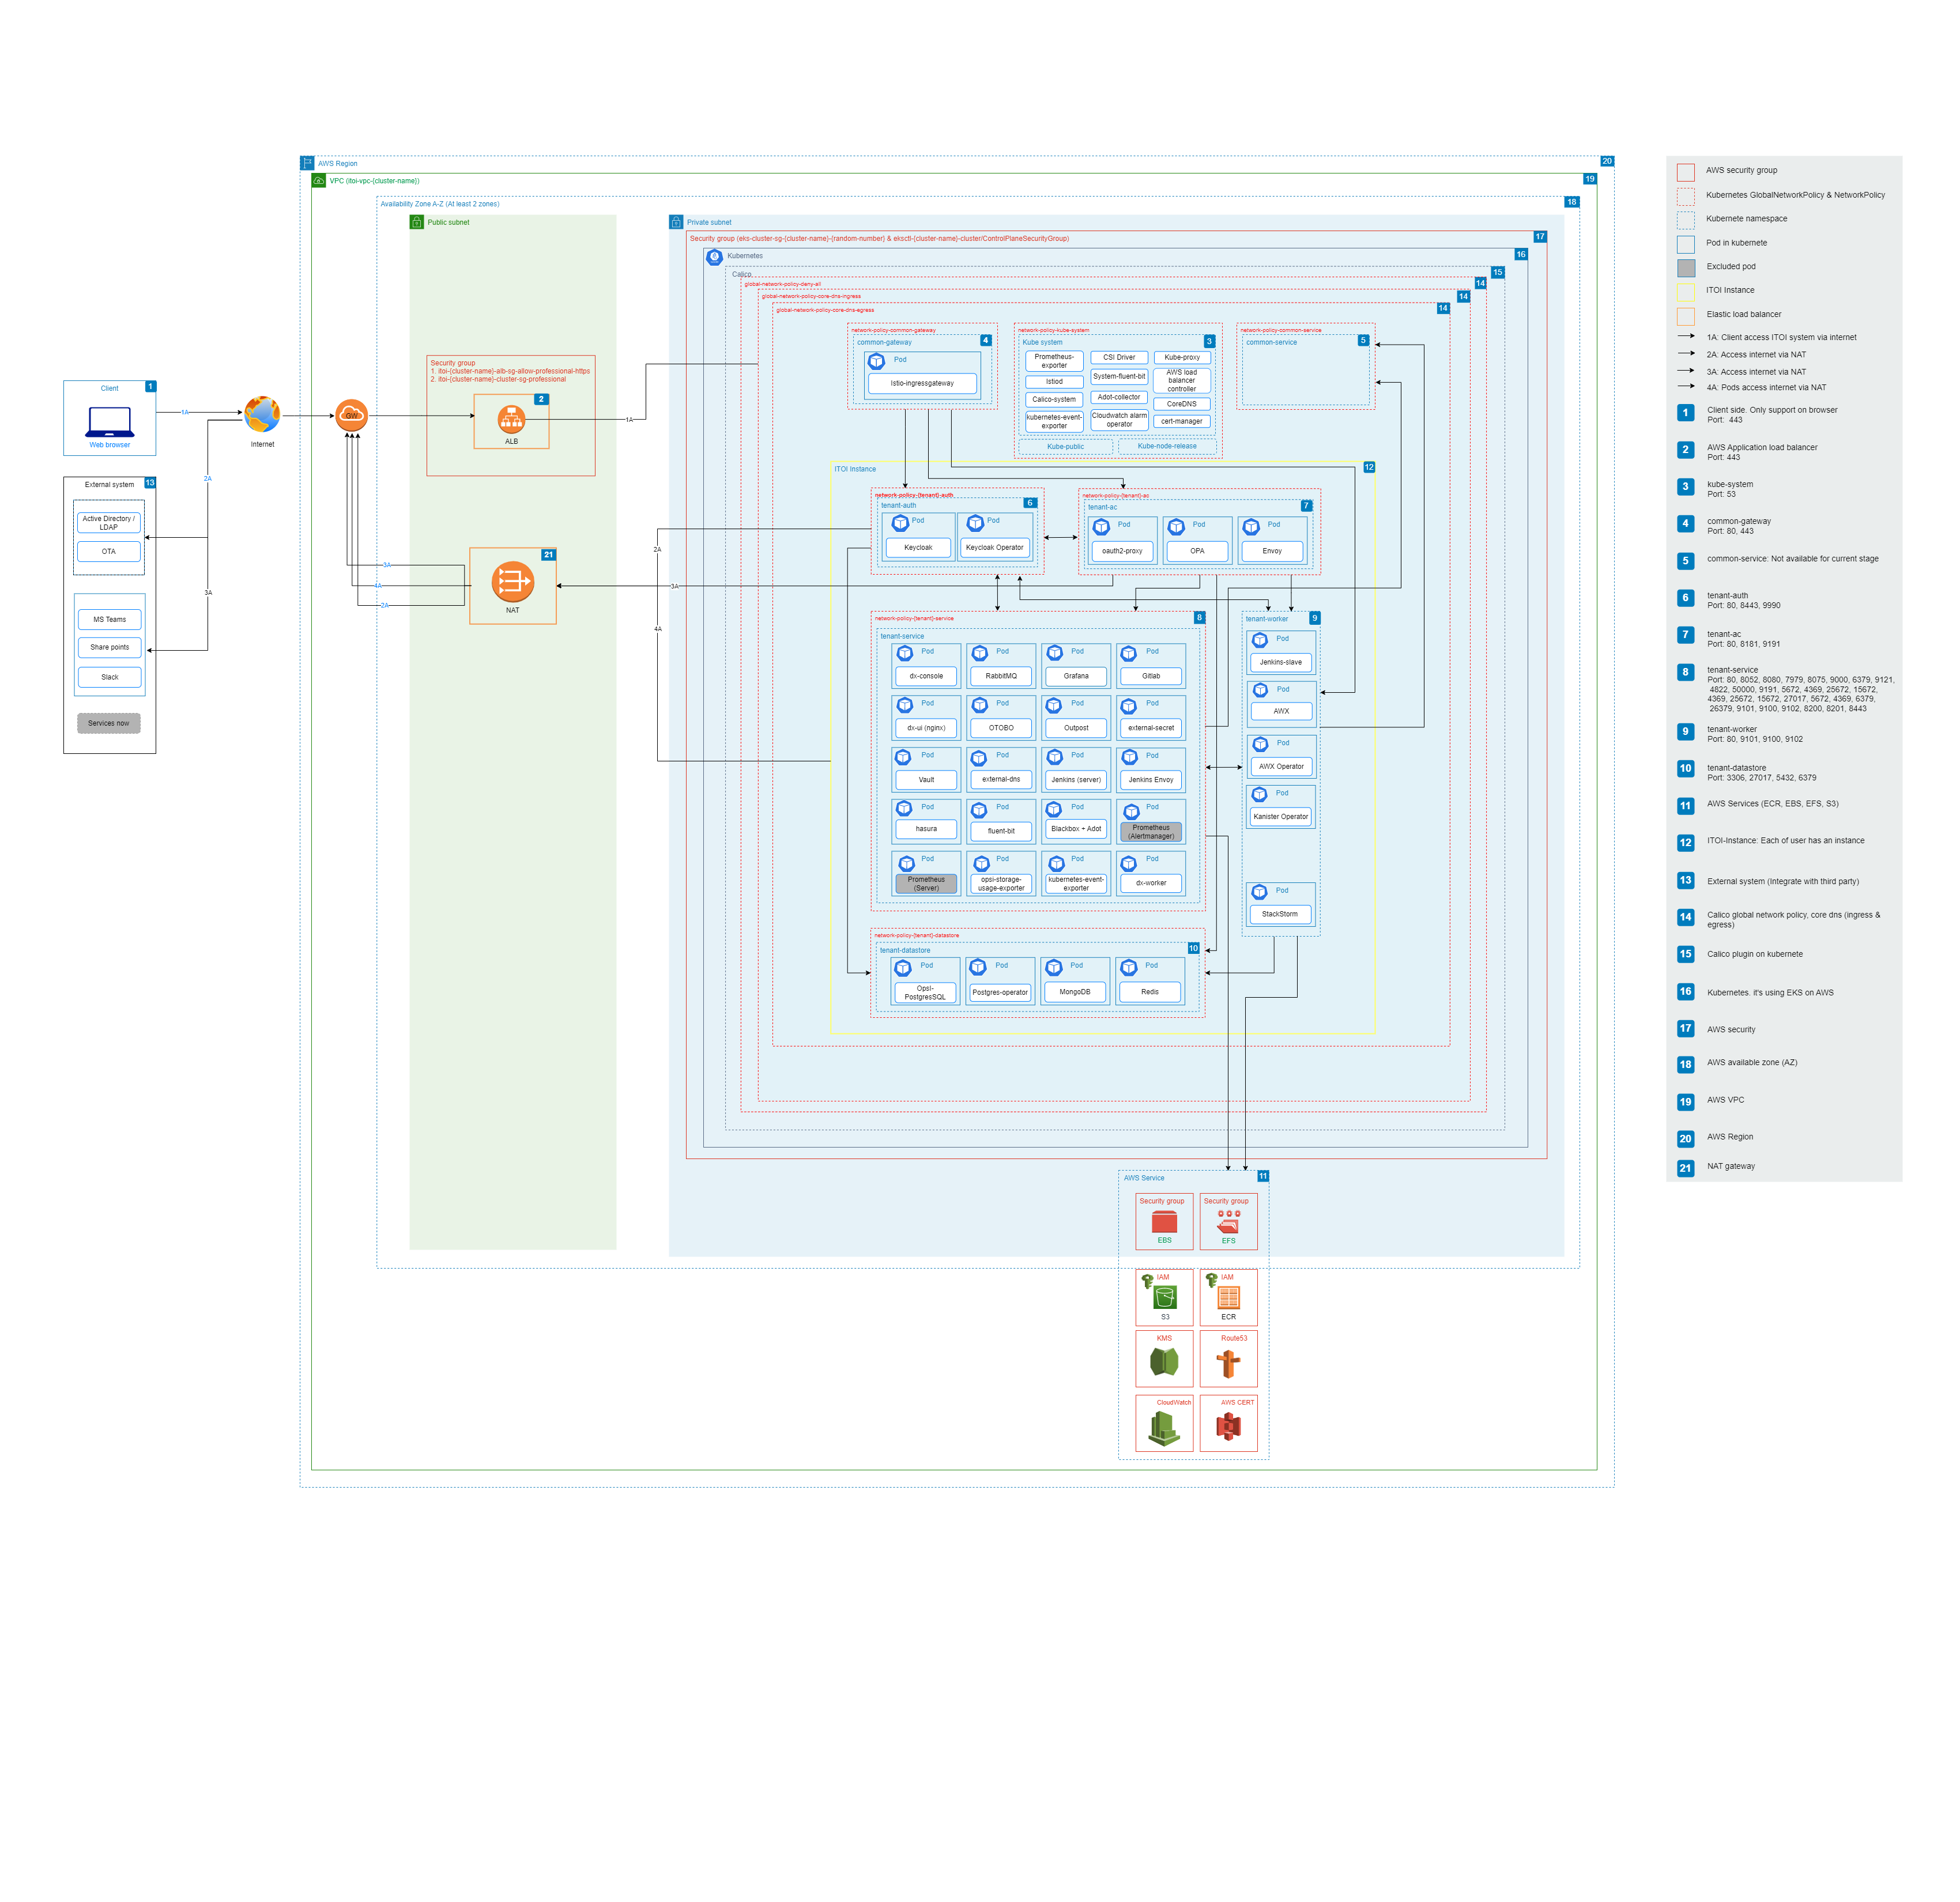 AWS Region
20
VPC (itoi-vpc-{cluster-name})
19
Availability Zone A-Z (At least 2 zones)
18
Public subnet
Private subnet
Security group (eks-cluster-sg-{cluster-name}-{random-number} & eksctl-{cluster-name}-cluster/ControlPlaneSecurityGroup)
17
Kubernetes
16
Calico
15
global-network-policy-deny-all
14
global-network-policy-core-dns-ingress
14
global-network-policy-core-dns-egress
14
Client
1
Web browser
1A
Internet
GW
2A
3A
External system
13
Active Directory /
LDAP
OTA
MS Teams
Share points
Slack
Services now
Security group
1. itoi-{cluster-name}-alb-sg-allow-professional-https
2. itoi-{cluster-name}-cluster-sg-professional
2
ALB
1A
21
NAT
3A
4A
2A
2A
3A
4A
network-policy-common-gateway
common-gateway
4
Pod
Istio-ingressgateway
network-policy-kube-system
Kube system
3
Prometheus-
exporter
CSI Driver
Kube-proxy
Istiod
System-fluent-bit
AWS load
balancer
controller
Calico-system
Adot-collector
CoreDNS
kubernetes-event-
exporter
Cloudwatch alarm
operator
cert-manager
Kube-public
Kube-node-release
network-policy-common-service
common-service
5
ITOI Instance
12
network-policy-{tenant}-auth
tenant-auth
6
Pod
Keycloak
Pod
Keycloak Operator
network-policy-{tenant}-ac
tenant-ac
7
Pod
oauth2-proxy
Pod
OPA
Pod
Envoy
network-policy-{tenant}-service
8
tenant-service
Pod
dx-console
Pod
RabbitMQ
Pod
Grafana
Pod
Gitlab
Pod
dx-ui (nginx)
Pod
OTOBO
Pod
Outpost
Pod
external-secret
Pod
Vault
Pod
external-dns
Pod
Jenkins (server)
Pod
Jenkins Envoy
Pod
hasura
Pod
fluent-bit
Pod
Blackbox + Adot
Pod
Prometheus
(Alertmanager)
Pod
Prometheus
(Server)
Pod
opsi-storage-
usage-exporter
Pod
kubernetes-event-
exporter
Pod
dx-worker
tenant-worker
9
Pod
Jenkins-slave
Pod
AWX
Pod
AWX Operator
Pod
Kanister Operator
Pod
StackStorm
network-policy-{tenant}-datastore
tenant-datastore
10
Pod
Opsi-
PostgresSQL
Pod
Postgres-operator
Pod
MongoDB
Pod
Redis
AWS Service
11
Security group
EBS
Security group
EFS
IAM
S3
IAM
ECR
KMS
Route53
CloudWatch
AWS CERT
AWS security group
Kubernetes GlobalNetworkPolicy & NetworkPolicy
Kubernete namespace
Pod in kubernete
Excluded pod
ITOI Instance
Elastic load balancer
1A: Client access ITOI system via internet
2A: Access internet via NAT
3A: Access internet via NAT
4A: Pods access internet via NAT
1
Client side. Only support on browser
Port:  443
2
AWS Application load balancer
Port: 443
3
kube-system
Port: 53
4
common-gateway
Port: 80, 443
5
common-service: Not available for current stage
6
tenant-auth
Port: 80, 8443, 9990
7
tenant-ac
Port: 80, 8181, 9191
8
tenant-service
Port: 80, 8052, 8080, 7979, 8075, 9000, 6379, 9121,
4822, 50000, 9191, 5672, 4369, 25672, 15672,
4369, 25672, 15672, 27017, 5672, 4369, 6379,
26379, 9101, 9100, 9102, 8200, 8201, 8443
9
tenant-worker
Port: 80, 9101, 9100, 9102
10
tenant-datastore
Port: 3306, 27017, 5432, 6379
11
AWS Services (ECR, EBS, EFS, S3)
12
ITOI-Instance: Each of user has an instance
13
External system (Integrate with third party)
14
Calico global network policy, core dns (ingress &
egress)
15
Calico plugin on kubernete
16
Kubernetes. it's using EKS on AWS
17
AWS security
18
AWS available zone (AZ)
19
AWS VPC
20
AWS Region
21
NAT gateway